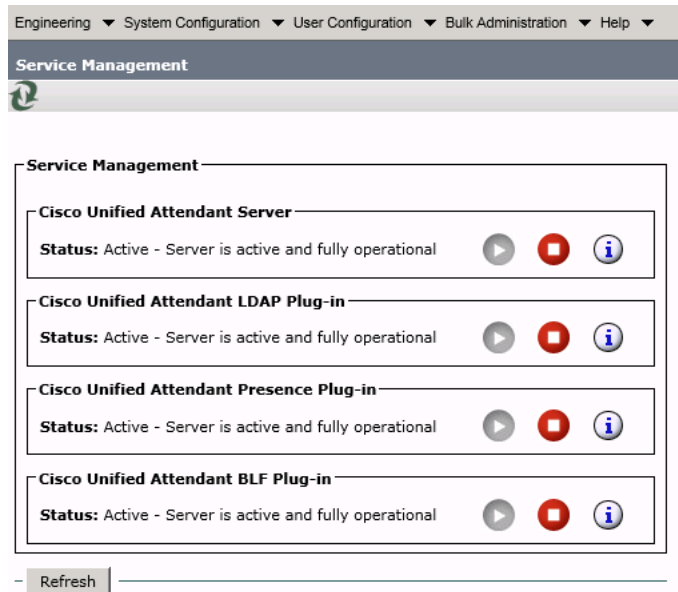 Engineering System Configuration User Configuration Bulk Administration Help
Service Management
Service Management
Cisco Unified Attendant Server
Status: Active - Server is active and fully operational
Cisco Unified Attendant LDAP Plug-in
Status: Active - Server is active and fully operational
Cisco Unified Attendant Presence Plug-in
Status: Active - Server is active and fully operational
Cisco Unified Attendant BLF Plug-in
Status: Active - Server is active and fully operational
Refresh